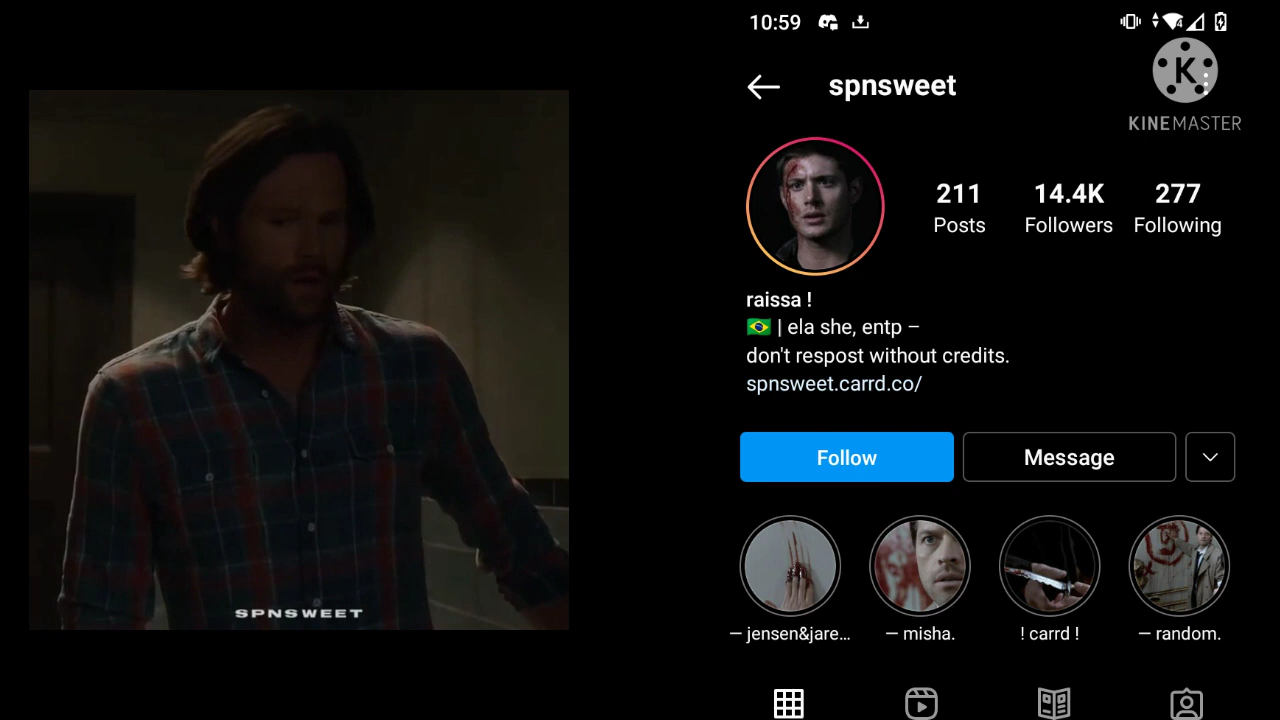 SPNSWEET
10:59
4
spnsweet
K
KINEMASTER
211
Posts
14.4K
Followers
277
Following
raissa !
🇧🇷 | ela she, entp –
don't respost without credits.
spnsweet.carrd.co/
Follow
Message
– jensen&jare...
– misha.
! carrd !
– random.